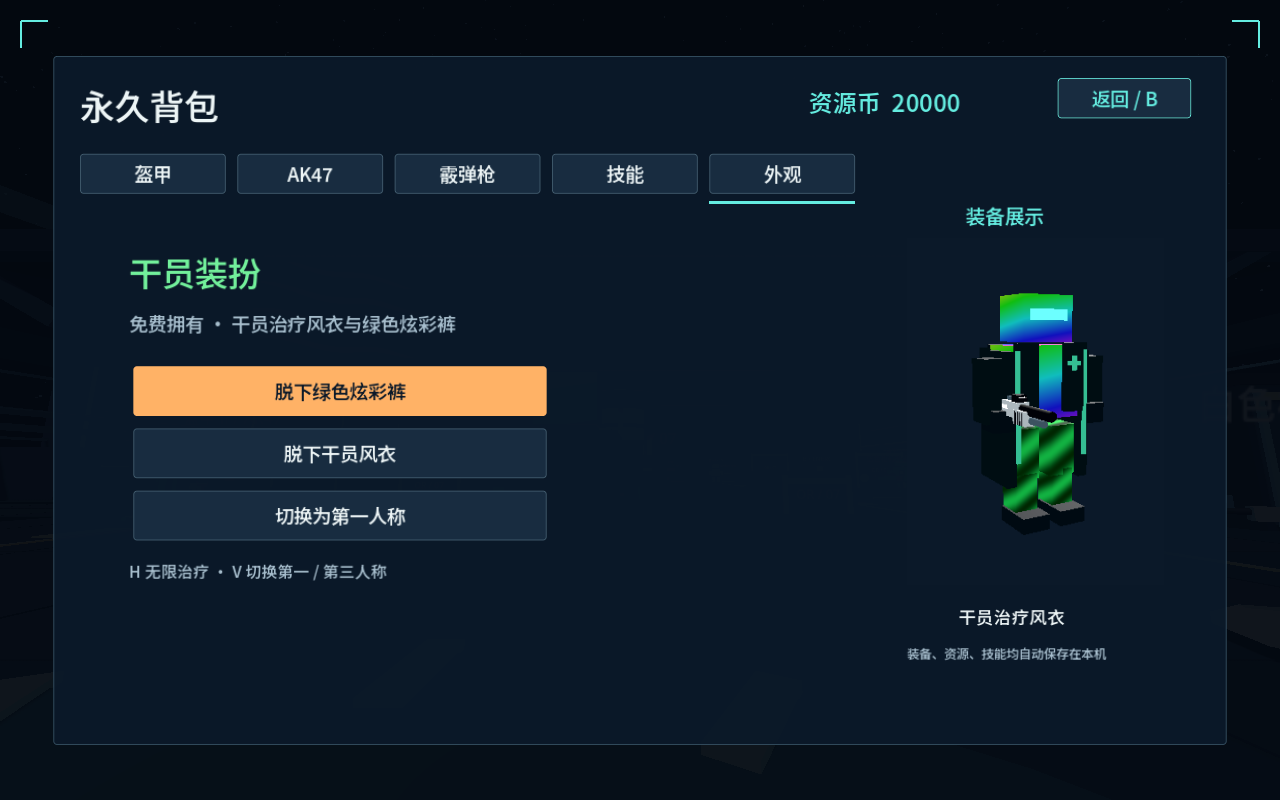 永久背包
资源币 20000
返回 / B
盔甲
AK47
霰弹枪
技能
外观
装备展示
干员装扮
免费拥有 · 干员治疗风衣与绿色炫彩裤
脱下绿色炫彩裤
脱下干员风衣
切换为第一人称
H 无限治疗 · V 切换第一 / 第三人称
干员治疗风衣
装备、资源、技能均自动保存在本机